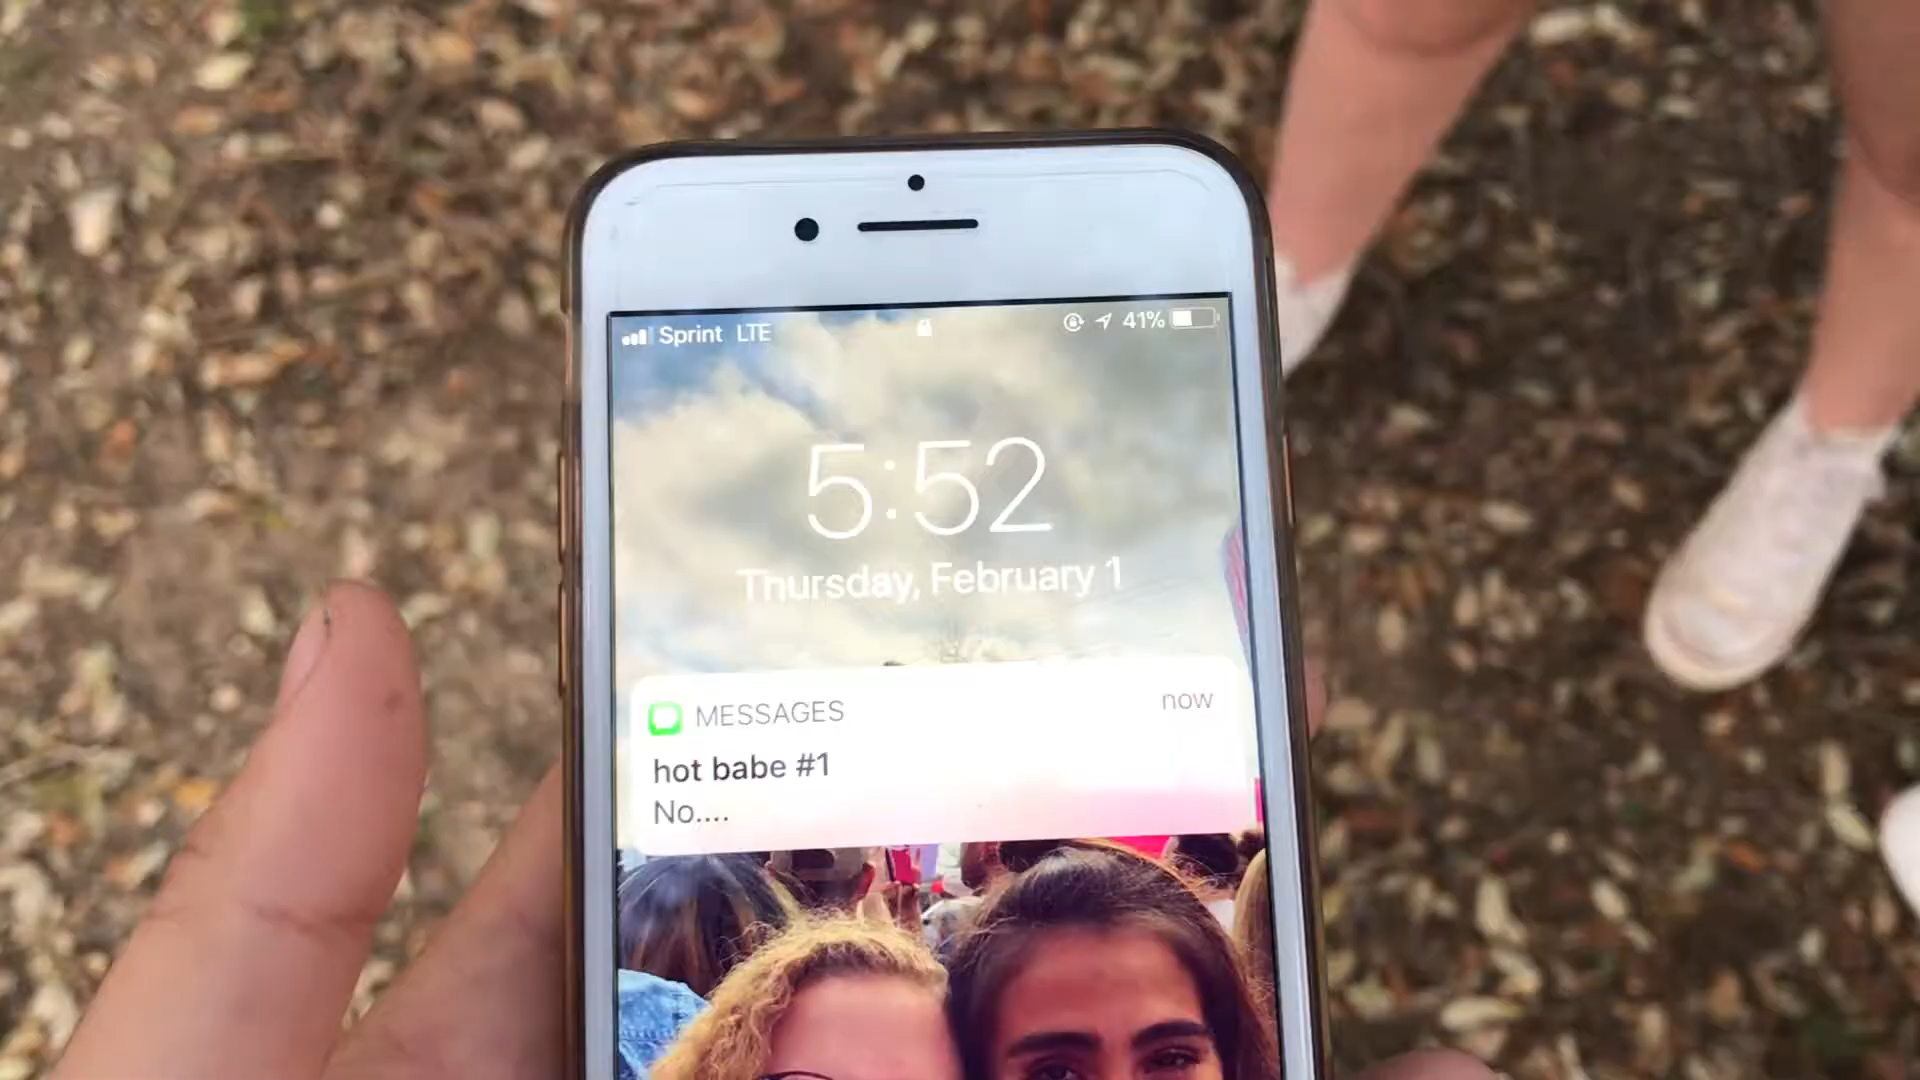 Sprint LTE 41%
5:52
Thursday, February 1
MESSAGES now
hot babe #1
No....